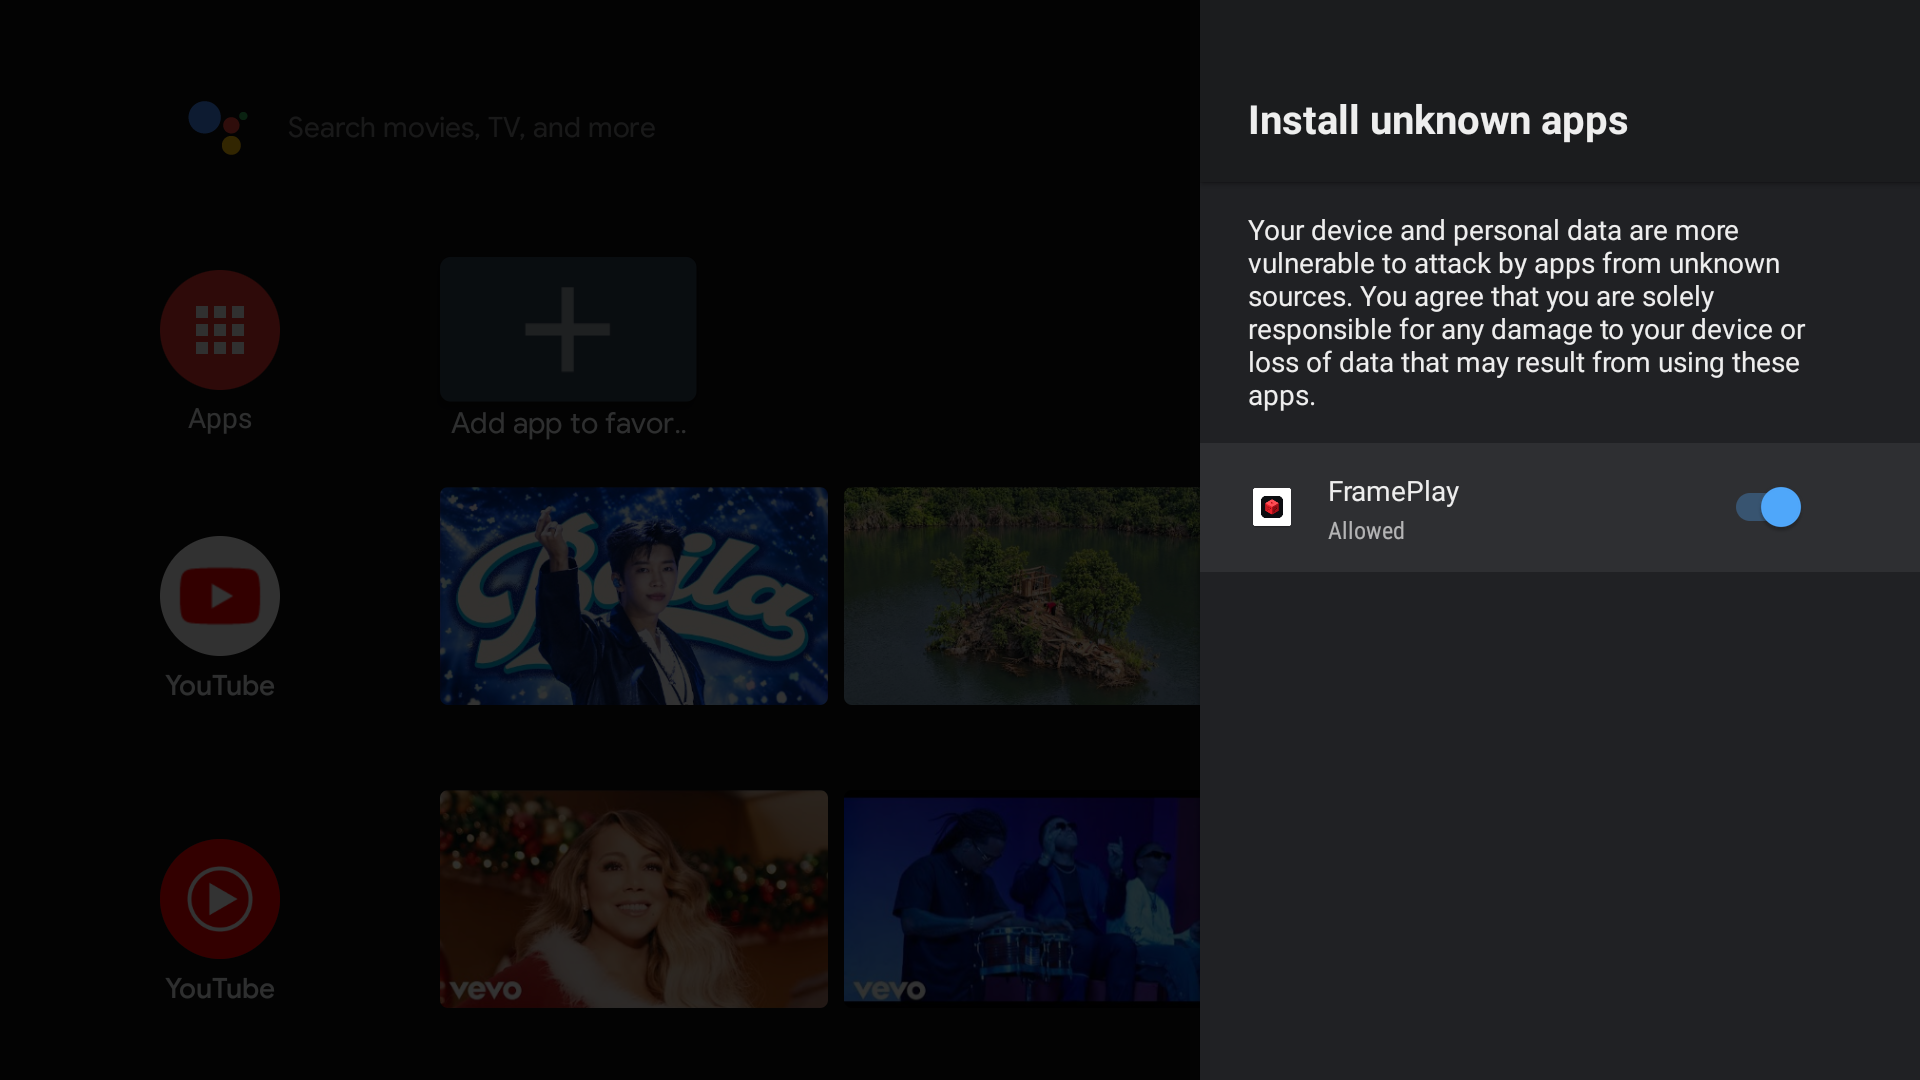 Search movies, TV, and more
Install unknown apps
Your device and personal data are more
vulnerable to attack by apps from unknown
sources. You agree that you are solely
responsible for any damage to your device or
loss of data that may result from using these
apps.
FramePlay
Allowed
Apps
Add app to favor..
Baila
YouTube
vevo
vevo
YouTube